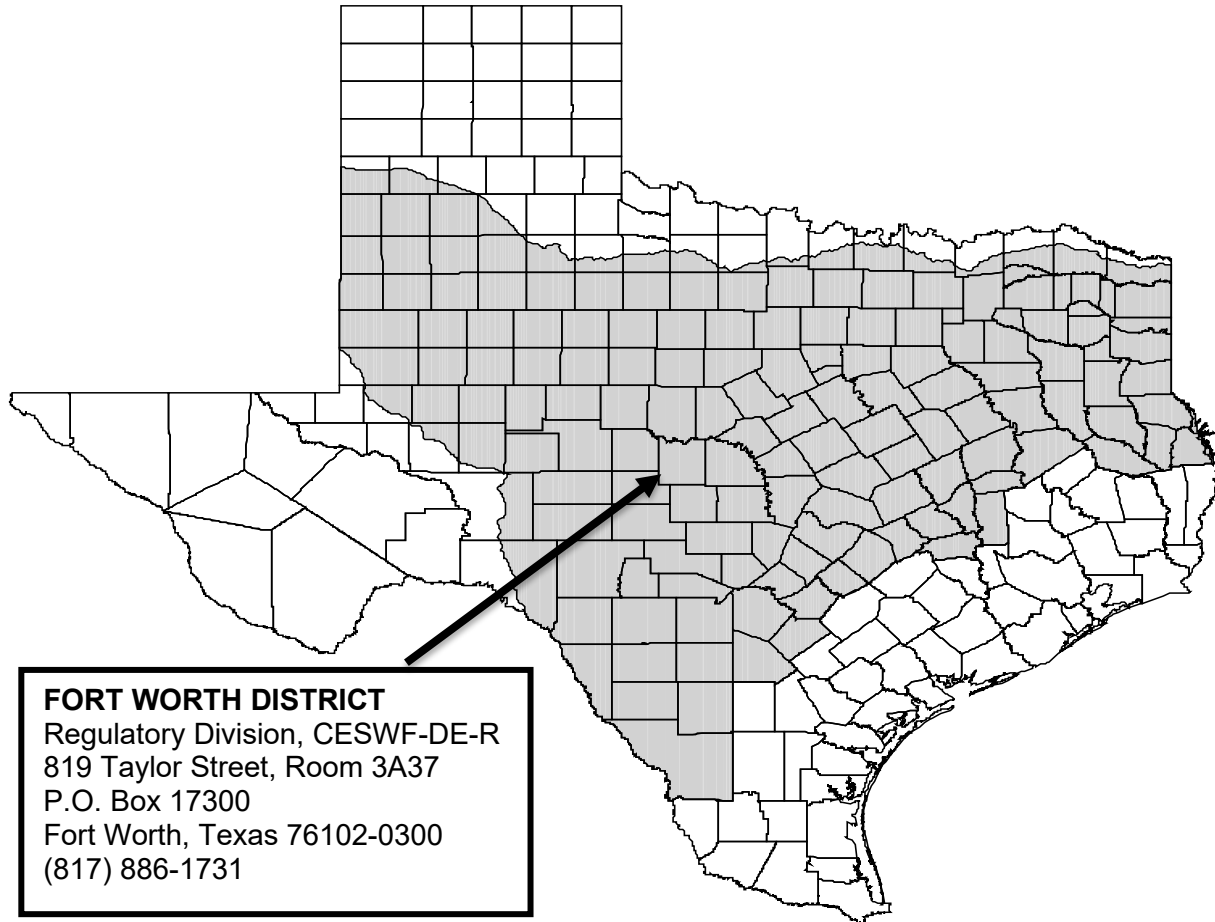 FORT WORTH DISTRICT
Regulatory Division, CESWF-DE-R
819 Taylor Street, Room 3A37
P.O. Box 17300
Fort Worth, Texas 76102-0300
(817) 886-1731